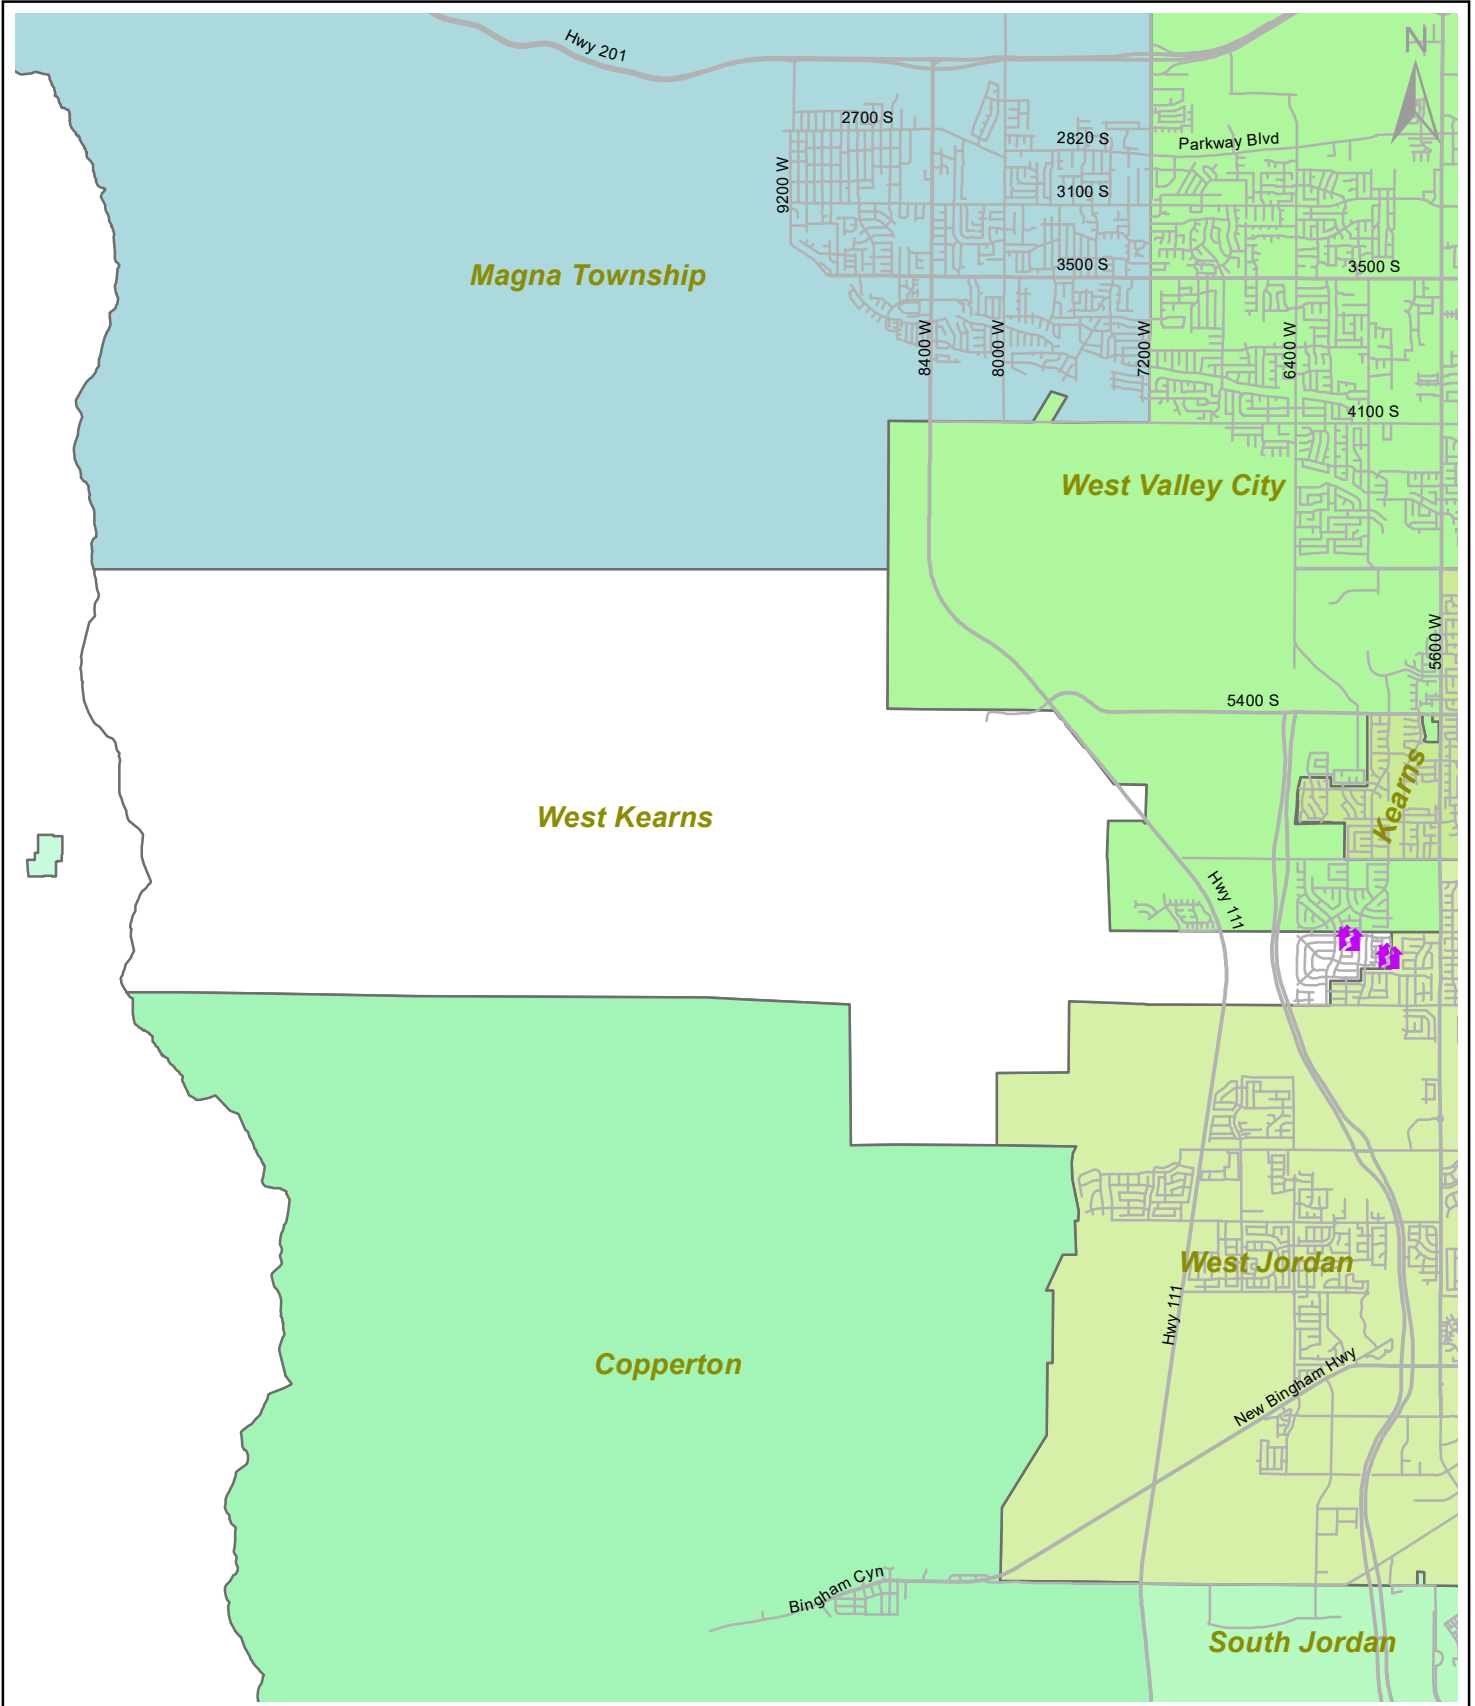 N
Hwy 201
2700 S
2820 S
Parkway Blvd
9200 W
3100 S
Magna Township
3500 S
3500 S
8400 W
8000 W
7200 W
6400 W
4100 S
West Valley City
5600 W
5400 S
Kearns
West Kearns
Hwy 111
West Jordan
Hwy 111
Copperton
New Bingham Hwy
Bingham Cyn
South Jordan